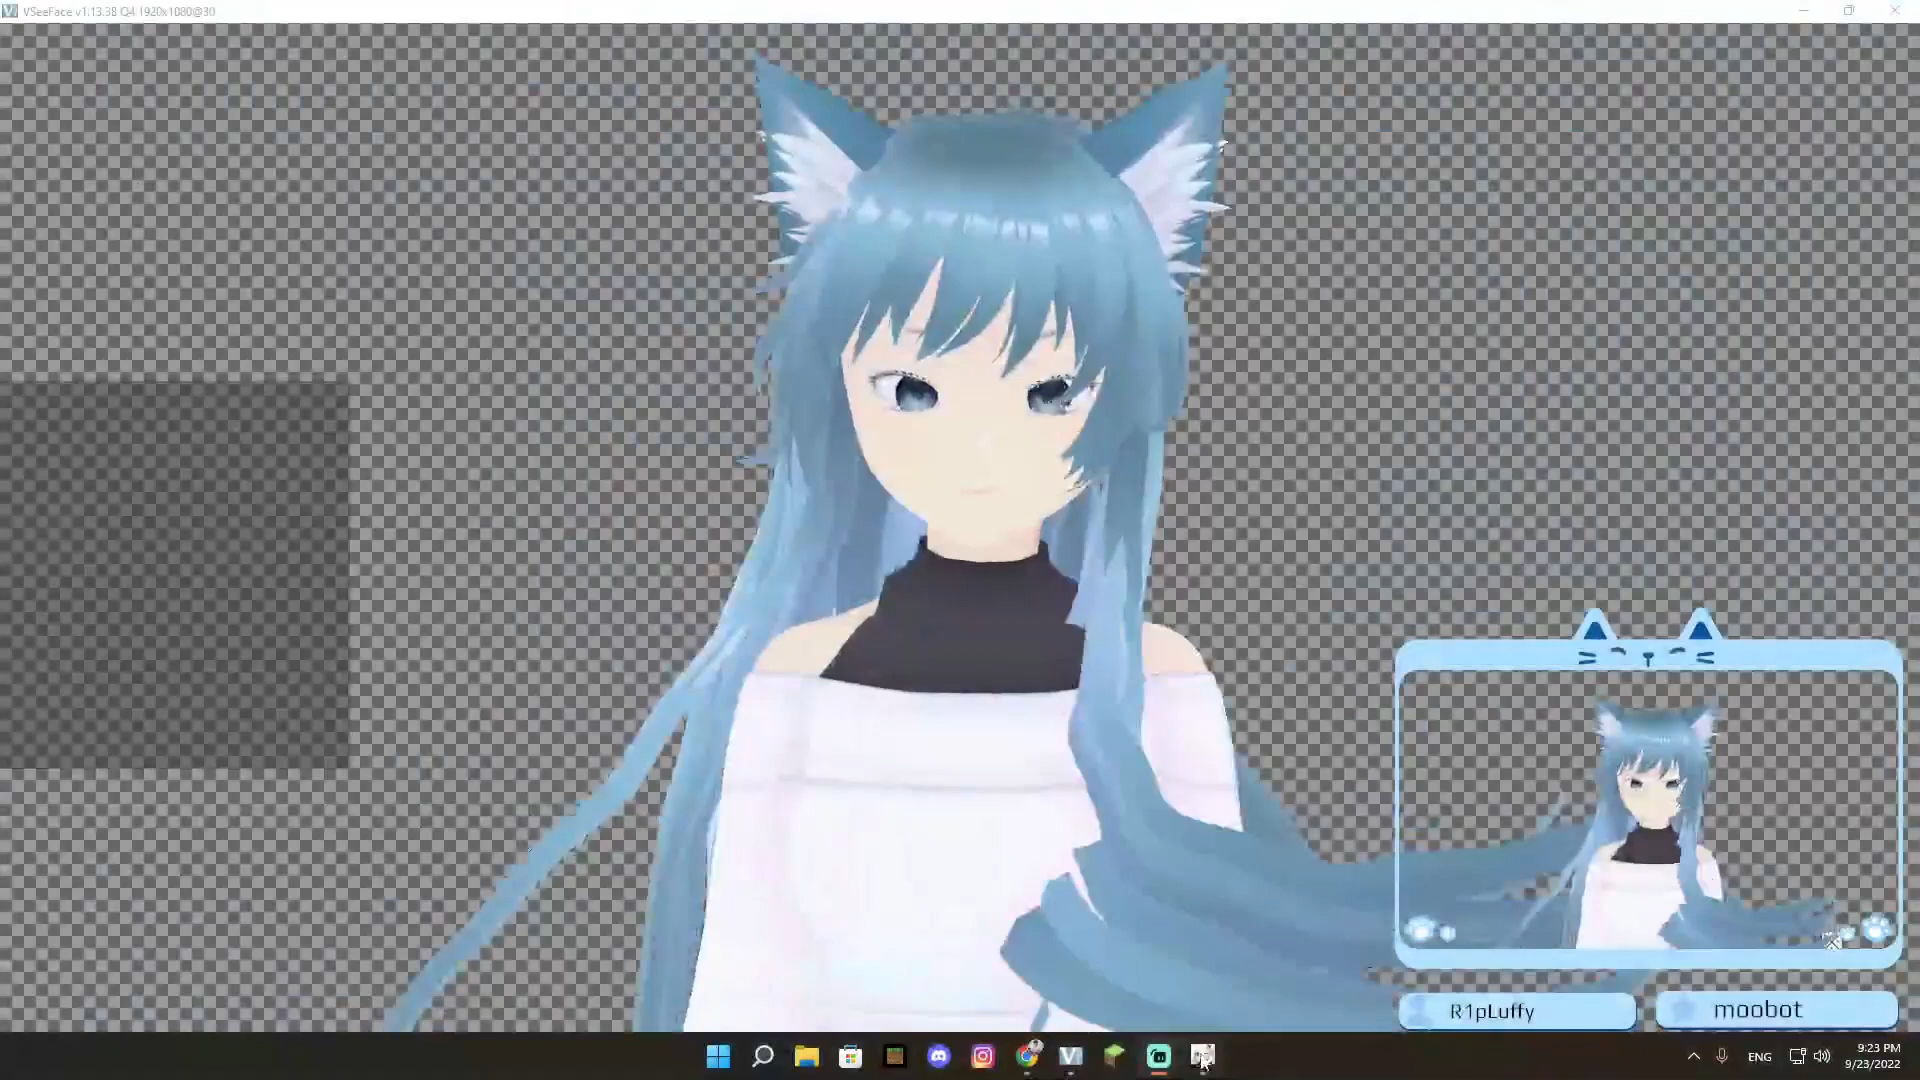 VSeeFace v1.13.38 Q4 1920x1080@30
R1pLuffy
moobot
ENG
9:23 PM
9/23/2022